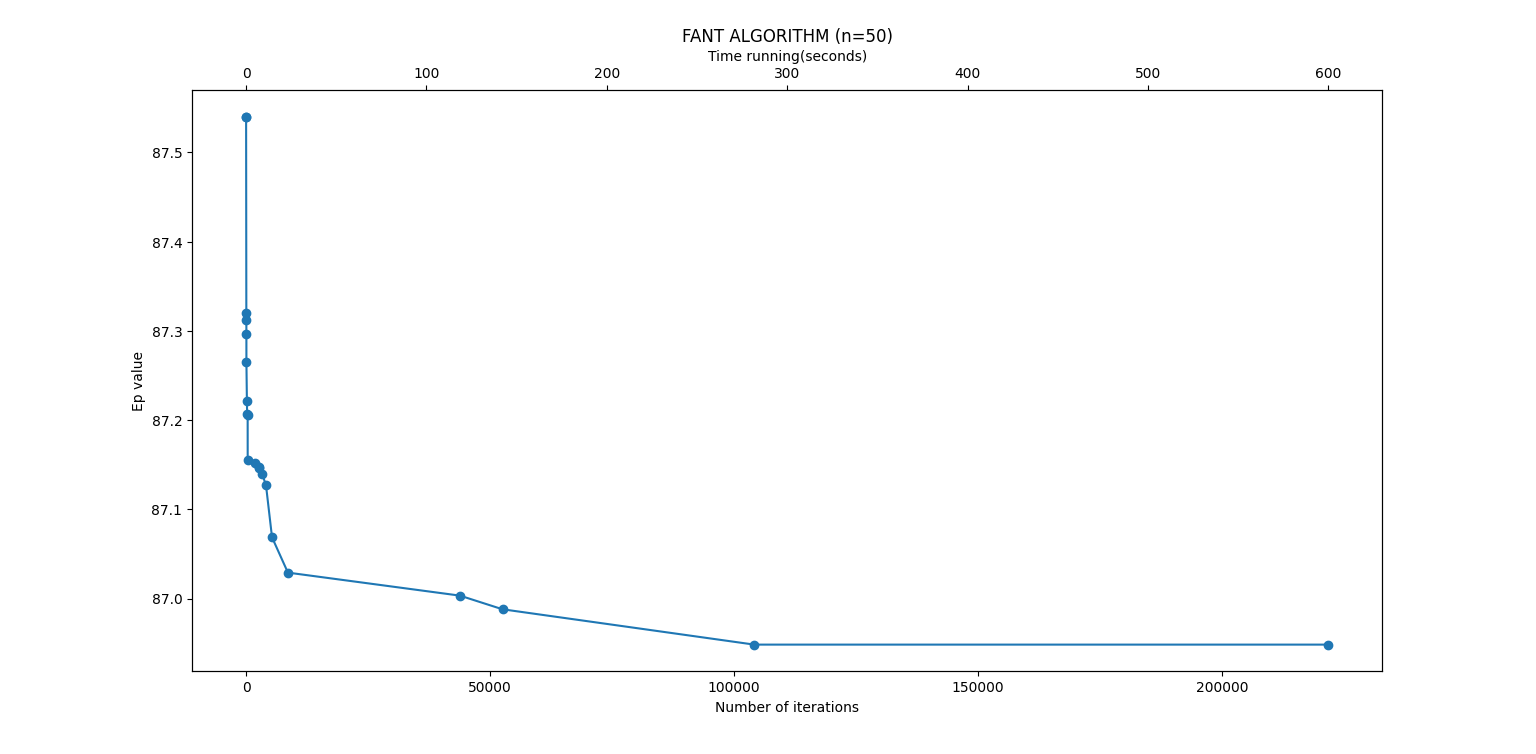 FANT ALGORITHM (n=50)
Time running(seconds)
0 100 200 300 400 500 600
87.5
87.4
87.3
87.2
87.1
87.0
Ep value
0 50000 100000 150000 200000
Number of iterations